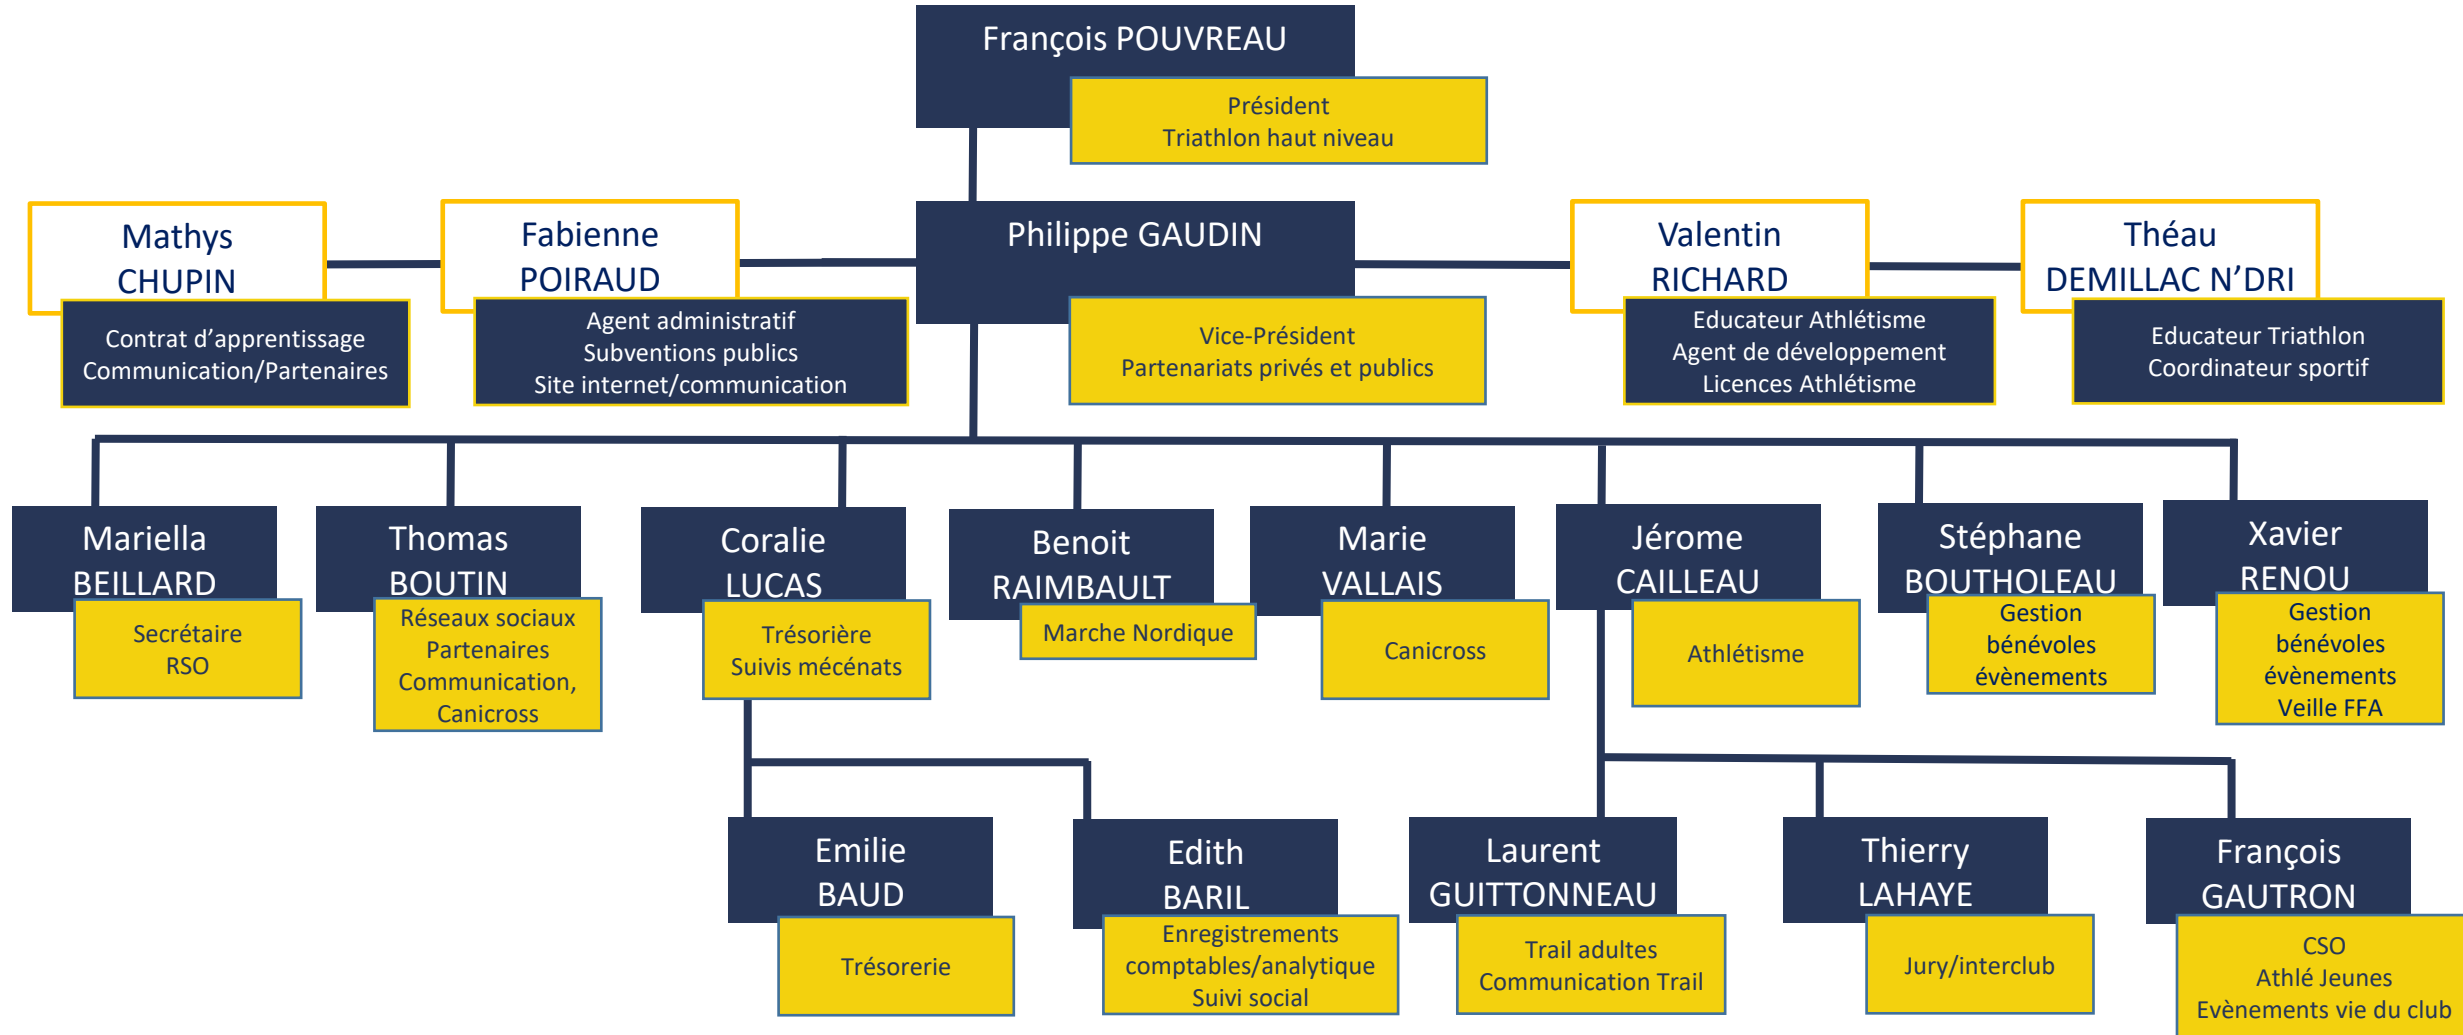 François POUVREAU
Président
Triathlon haut niveau
Mathys
CHUPIN
Contrat d’apprentissage
Communication/Partenaires
Fabienne
POIRAUD
Agent administratif
Subventions publics
Site internet/communication
Philippe GAUDIN
Vice-Président
Partenariats privés et publics
Valentin
RICHARD
Educateur Athlétisme
Agent de développement
Licences Athlétisme
Théau
DEMILLAC N’DRI
Educateur Triathlon
Coordinateur sportif
Mariella
BEILLARD
Secrétaire
RSO
Thomas
BOUTIN
Réseaux sociaux
Partenaires
Communication,
Canicross
Coralie
LUCAS
Trésorière
Suivis mécénats
Benoit
RAIMBAULT
Marche Nordique
Marie
VALLAIS
Canicross
Jérome
CAILLEAU
Athlétisme
Stéphane
BOUTHOLEAU
Gestion
bénévoles
évènements
Xavier
RENOU
Gestion
bénévoles
évènements
Veille FFA
Emilie
BAUD
Trésorerie
Edith
BARIL
Enregistrements
comptables/analytique
Suivi social
Laurent
GUITTONNEAU
Trail adultes
Communication Trail
Thierry
LAHAYE
Jury/interclub
François
GAUTRON
CSO
Athlé Jeunes
Evènements vie du club